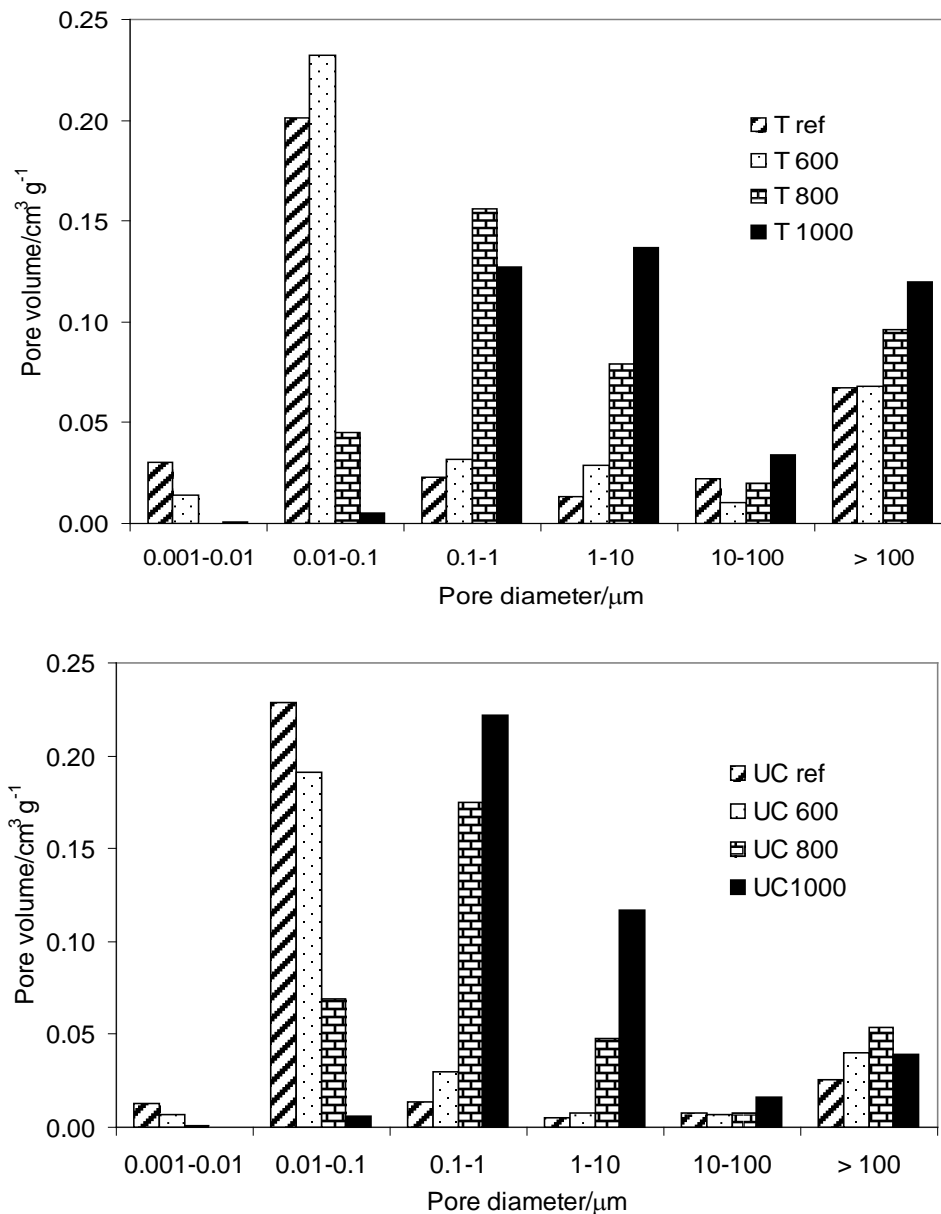 0.25
0.20
0.15
0.10
0.05
0.00
Pore volume/cm³ g⁻¹
T ref
T 600
T 800
T 1000
0.001-0.01 0.01-0.1 0.1-1 1-10 10-100 > 100
Pore diameter/μm
0.25
0.20
0.15
0.10
0.05
0.00
Pore volume/cm³ g⁻¹
UC ref
UC 600
UC 800
UC1000
0.001-0.01 0.01-0.1 0.1-1 1-10 10-100 > 100
Pore diameter/μm